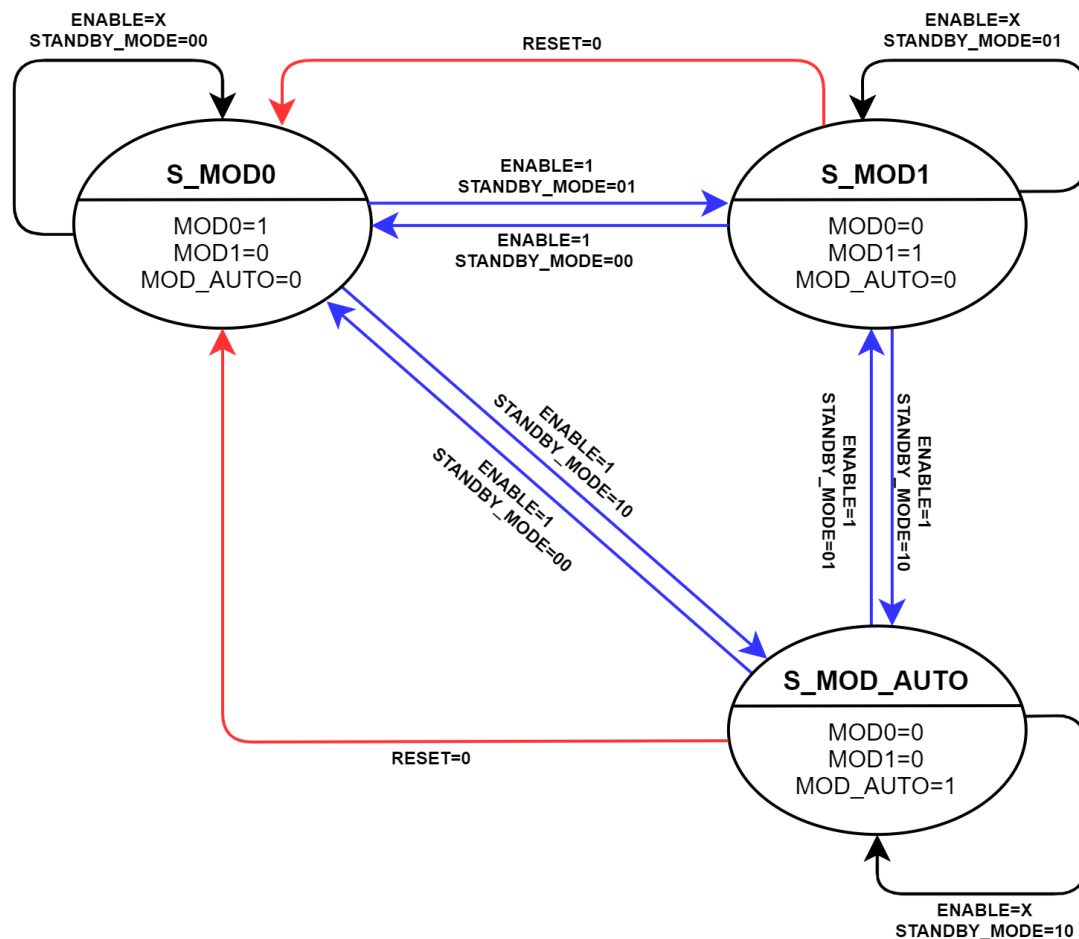 ENABLE=X
STANDBY_MODE=00
RESET=0
ENABLE=X
STANDBY_MODE=01
S_MOD0
MOD0=1
MOD1=0
MOD_AUTO=0
ENABLE=1
STANDBY_MODE=01
ENABLE=1
STANDBY_MODE=00
S_MOD1
MOD0=0
MOD1=1
MOD_AUTO=0
ENABLE=1
STANDBY_MODE=10
ENABLE=1
STANDBY_MODE=00
ENABLE=1
STANDBY_MODE=01
ENABLE=1
STANDBY_MODE=10
S_MOD_AUTO
MOD0=0
MOD1=0
MOD_AUTO=1
RESET=0
ENABLE=X
STANDBY_MODE=10